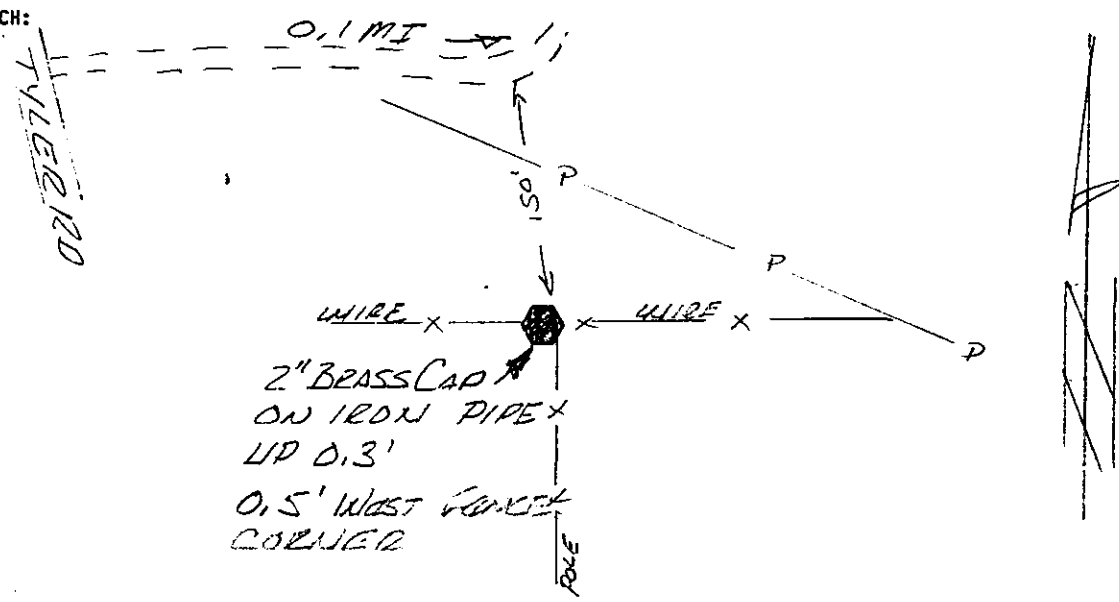 CH:
0.1 MI
TYLER RD
P
150'
P
WIRE X X WIRE X
P
2" BRASS CAP
ON IRON PIPE X
UP 0.3'
0.5' WEST FENCE X
CORNER
POLE
N